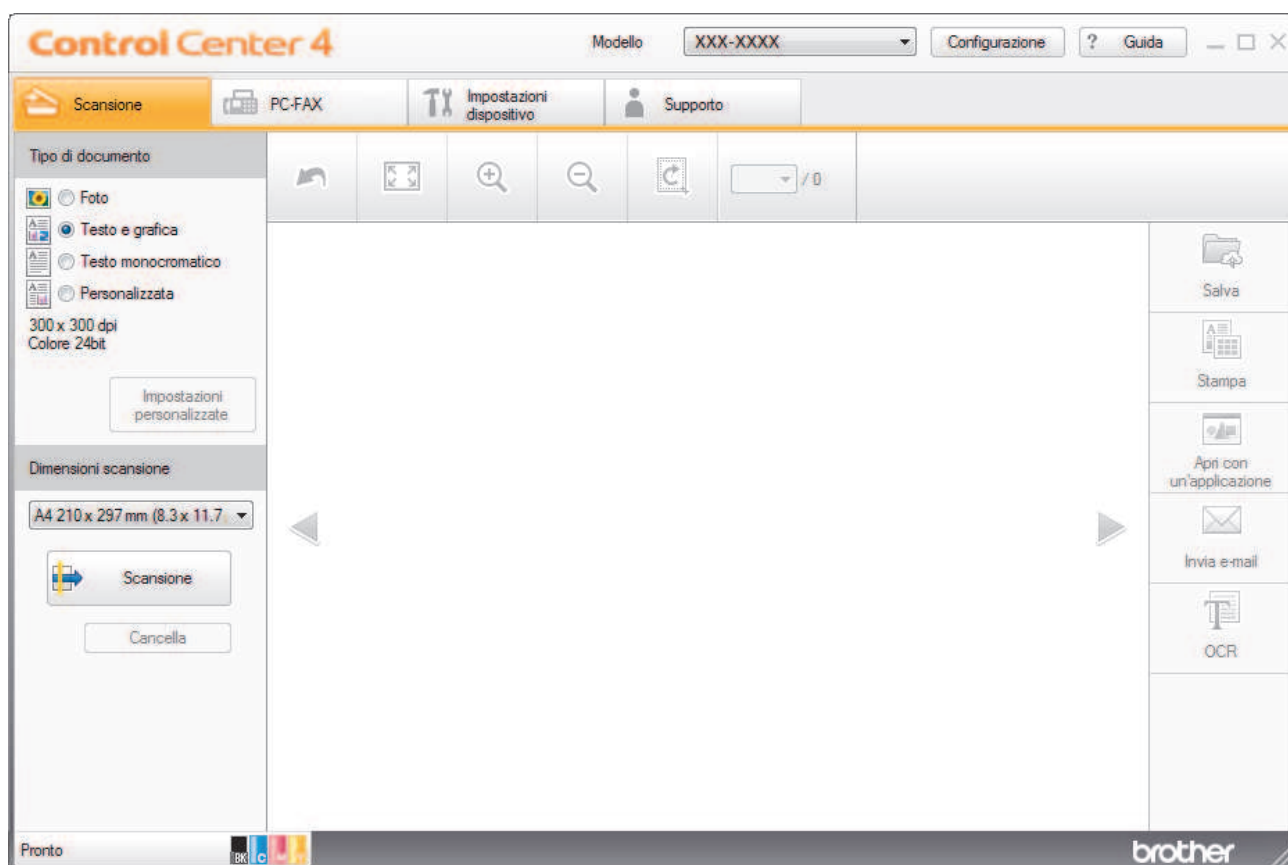 Control Center 4
Modello
XXX-XXXX
Configurazione
? Guida
Scansione
PC-FAX
Impostazioni
dispositivo
Supporto
Tipo di documento
Foto
Testo e grafica
Testo monocromatico
Personalizzata
300 x 300 dpi
Colore 24bit
Impostazioni
personalizzate
Dimensioni scansione
A4 210 x 297 mm (8.3 x 11.7
Scansione
Cancella
/ 0
Salva
Stampa
Apri con
un'applicazione
Invia e-mail
OCR
Pronto
BK C
brother